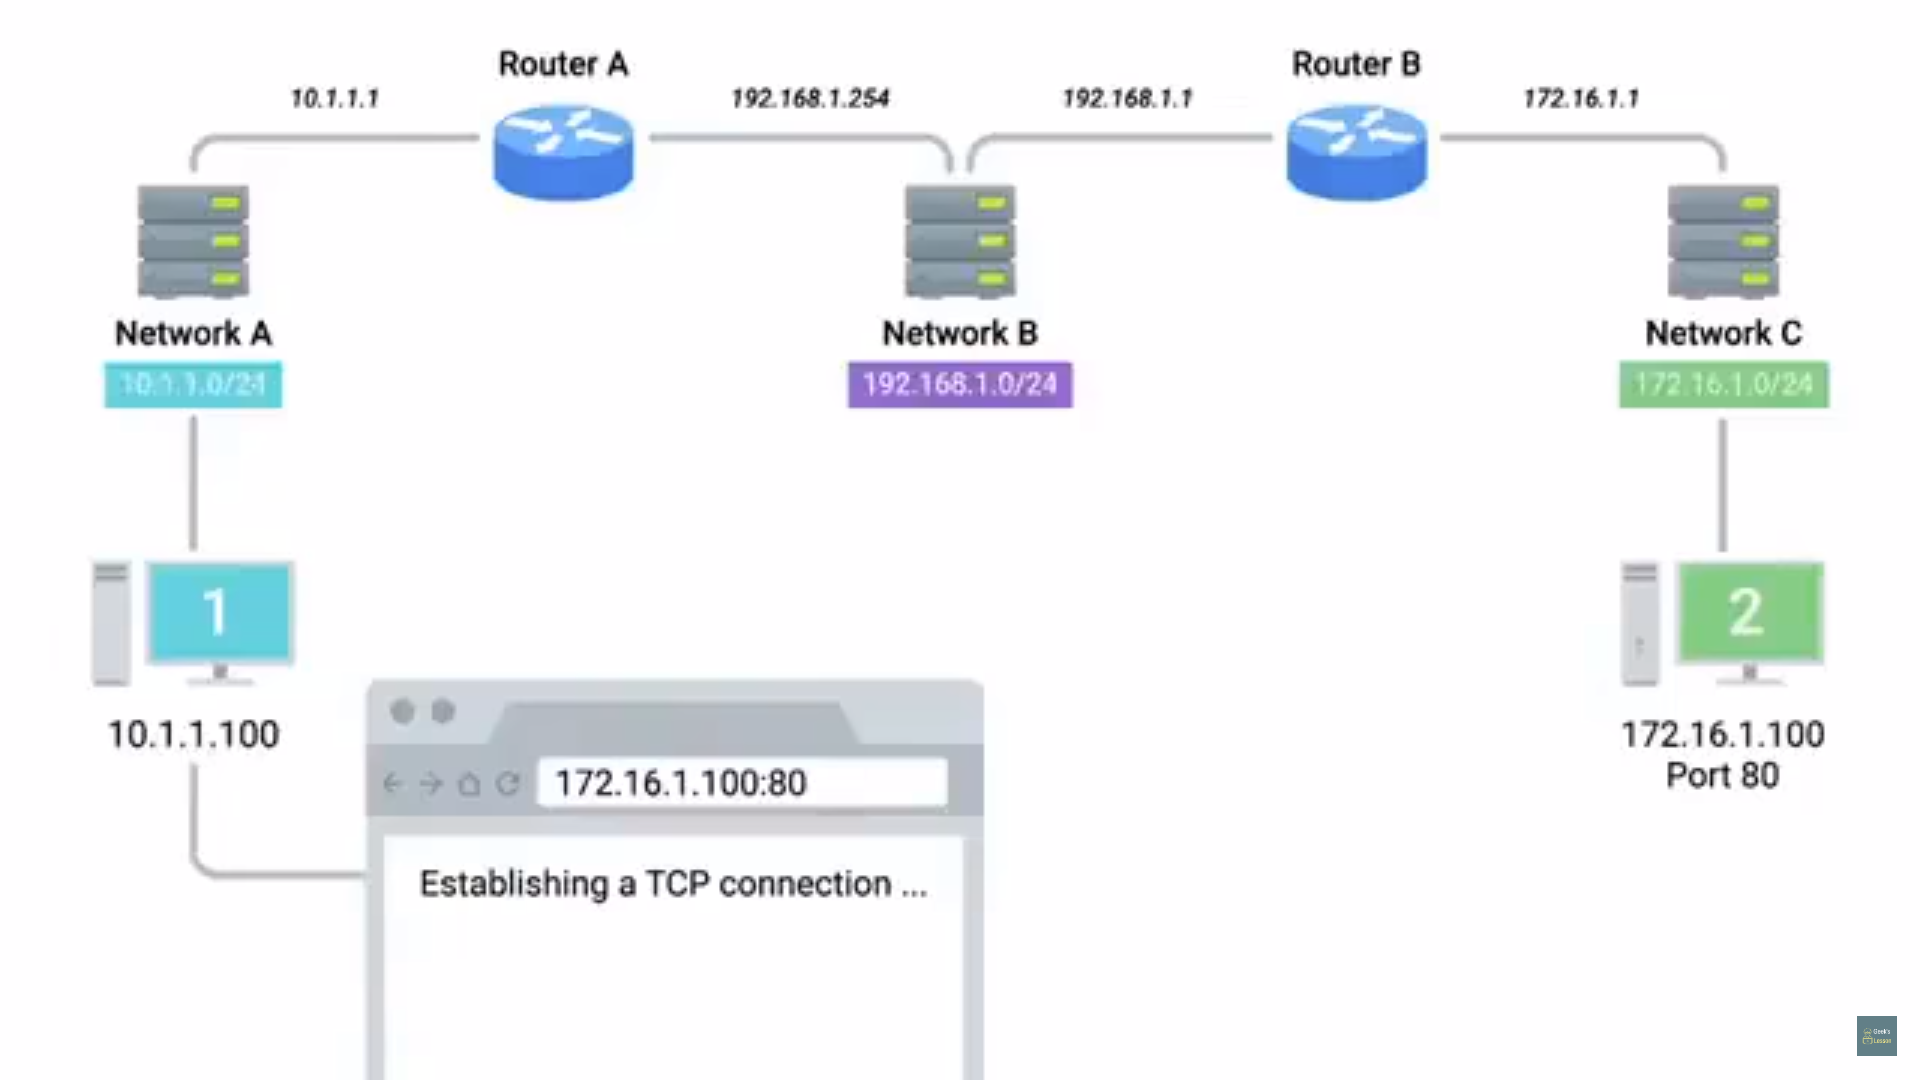 Router A
Router B
10.1.1.1
192.168.1.254
192.168.1.1
172.16.1.1
Network A
Network B
Network C
10.1.1.0/24
192.168.1.0/24
172.16.1.0/24
1
2
10.1.1.100
172.16.1.100
Port 80
172.16.1.100:80
Establishing a TCP connection ...
Geek's
Lesson